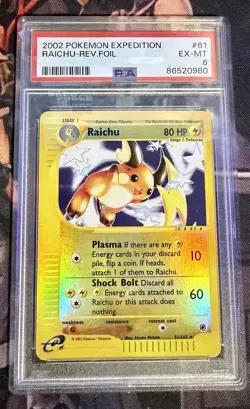 2002 POKEMON EXPEDITION #61
RAICHU-REV.FOIL EX-MT
6
PSA 86520980
STAGE 1
Raichu 80 HP
Plasma If there are any
Energy cards in your discard
pile, flip a coin. If heads, 10
attach 1 of them to Raichu.
Shock Bolt Discard all
Energy cards attached to 60
Raichu or this attack does
nothing.
weakness resistance retreat cost
e